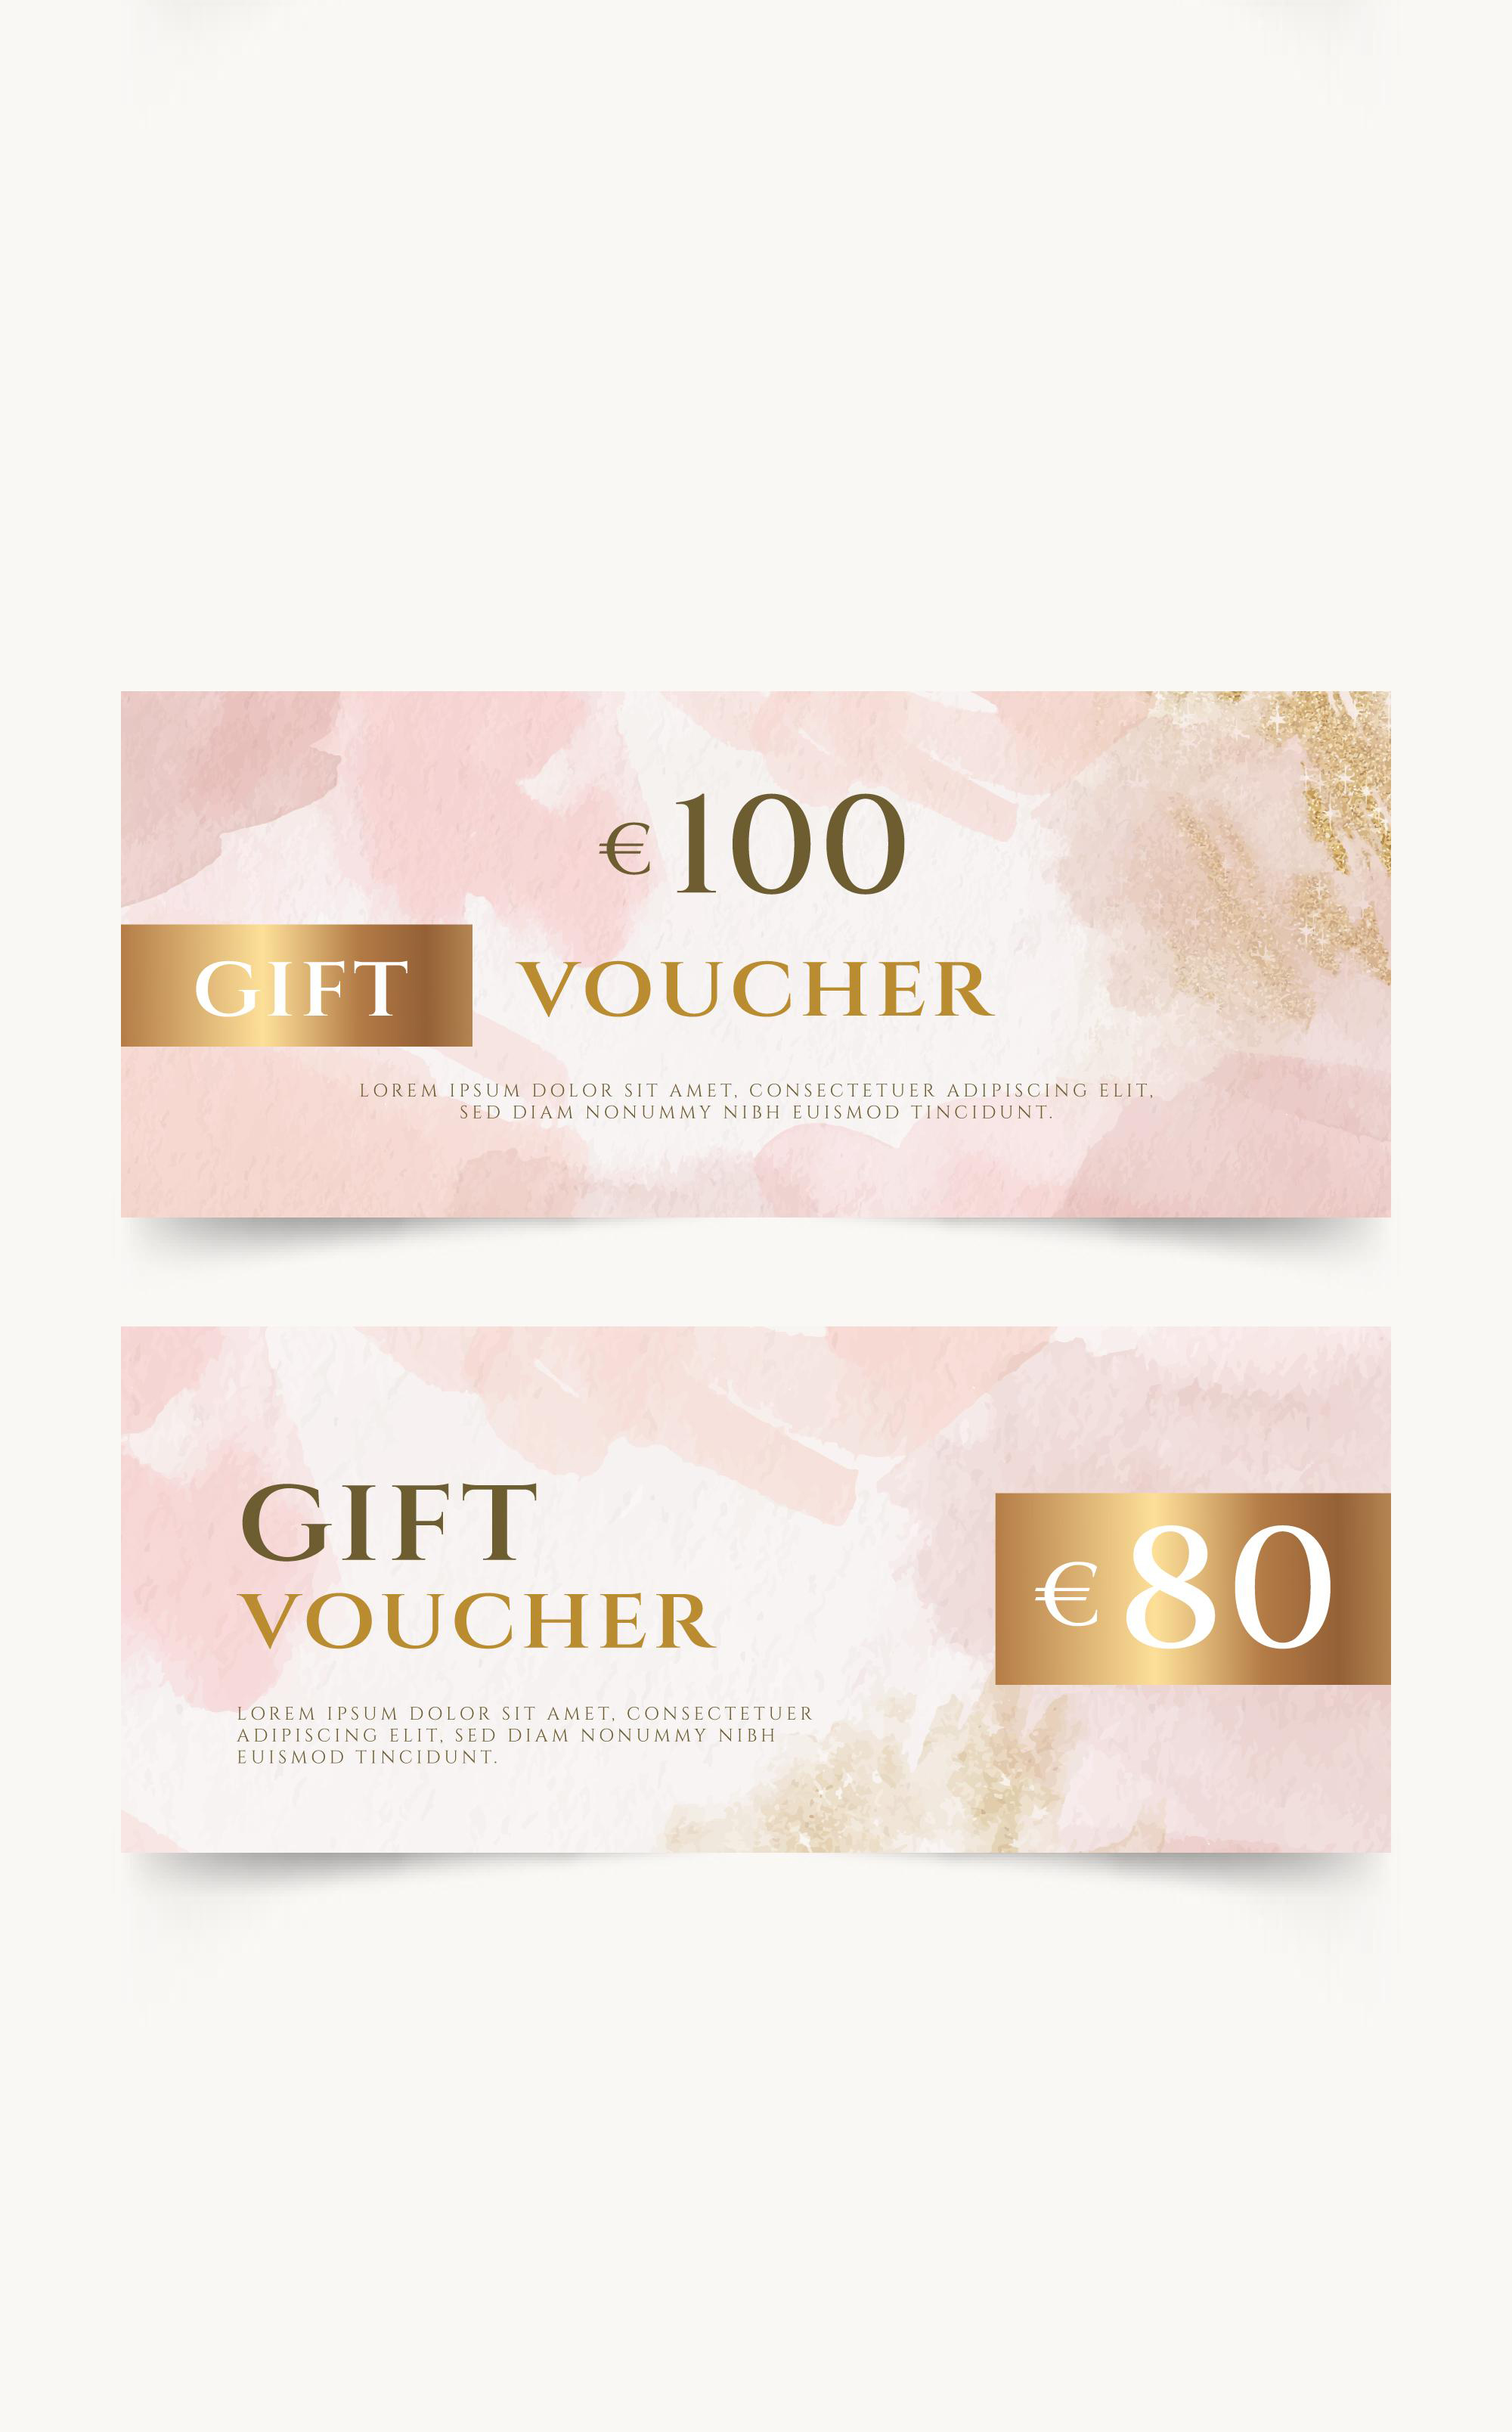 €100
GIFT VOUCHER
LOREM IPSUM DOLOR SIT AMET, CONSECTETUER ADIPISCING ELIT,
SED DIAM NONUMMY NIBH EUISMOD TINCIDUNT.
GIFT
VOUCHER
LOREM IPSUM DOLOR SIT AMET, CONSECTETUER
ADIPISCING ELIT, SED DIAM NONUMMY NIBH
EUISMOD TINCIDUNT.
€80